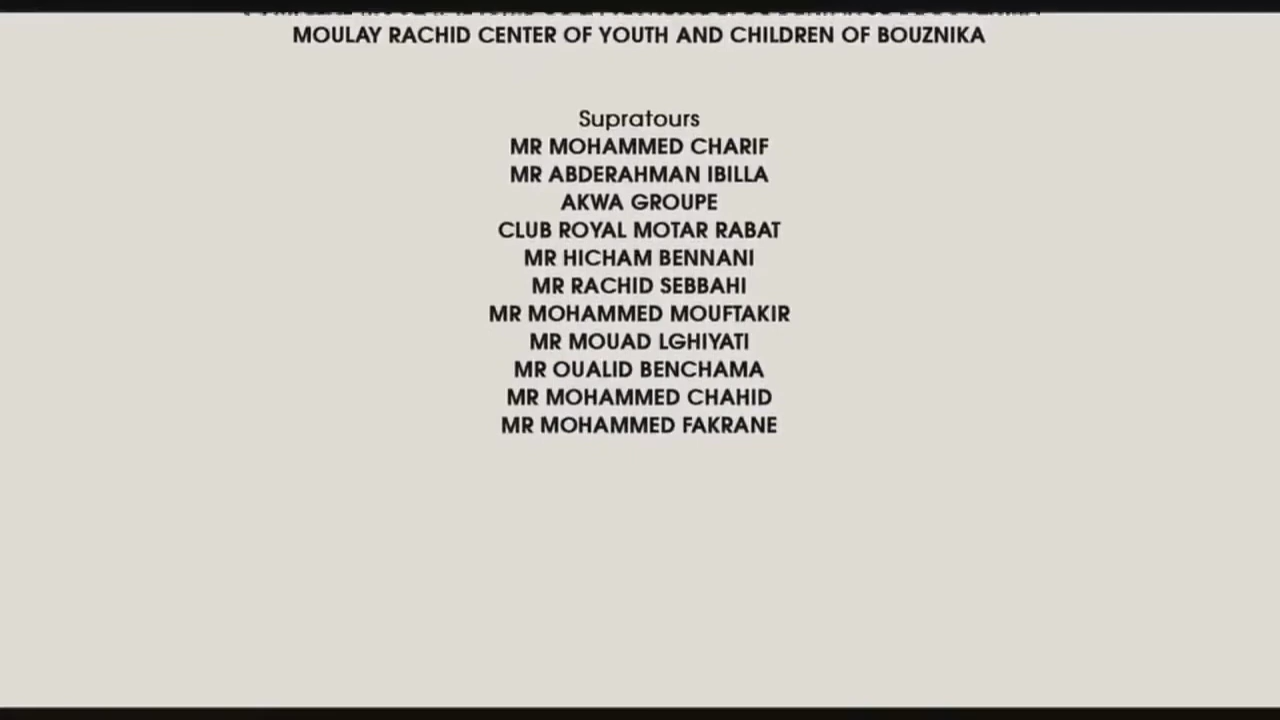 MOULAY RACHID CENTER OF YOUTH AND CHILDREN OF BOUZNIKA
Supratours
MR MOHAMMED CHARIF
MR ABDERAHMAN IBILLA
AKWA GROUPE
CLUB ROYAL MOTAR RABAT
MR HICHAM BENNANI
MR RACHID SEBBAHI
MR MOHAMMED MOUFTAKIR
MR MOUAD LGHIYATI
MR OUALID BENCHAMA
MR MOHAMMED CHAHID
MR MOHAMMED FAKRANE